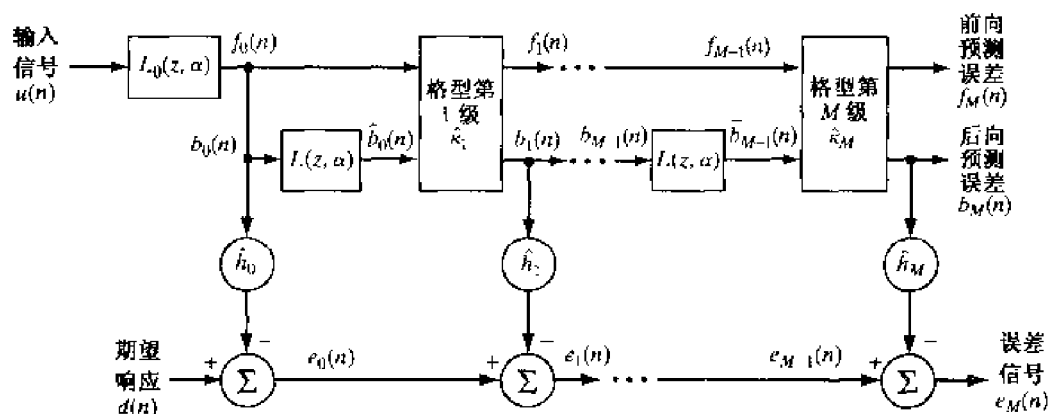 输入
信号
u(n)
L₀(z, α)
f₀(n)
f₁(n)
f_{M-1}(n)
前向
预测
误差
f_M(n)
格型第
1 级
κ̂₁
格型第
M 级
κ̂_M
b₀(n)
L(z, α)
b̂₀(n)
b₁(n)
b_{M-1}(n)
L(z, α)
b̄_{M-1}(n)
后向
预测
误差
b_M(n)
ĥ₀
ĥ₁
ĥ_M
期望
响应
d(n)
+
−
Σ
e₀(n)
+
−
Σ
e₁(n)
e_{M-1}(n)
+
−
Σ
误差
信号
e_M(n)